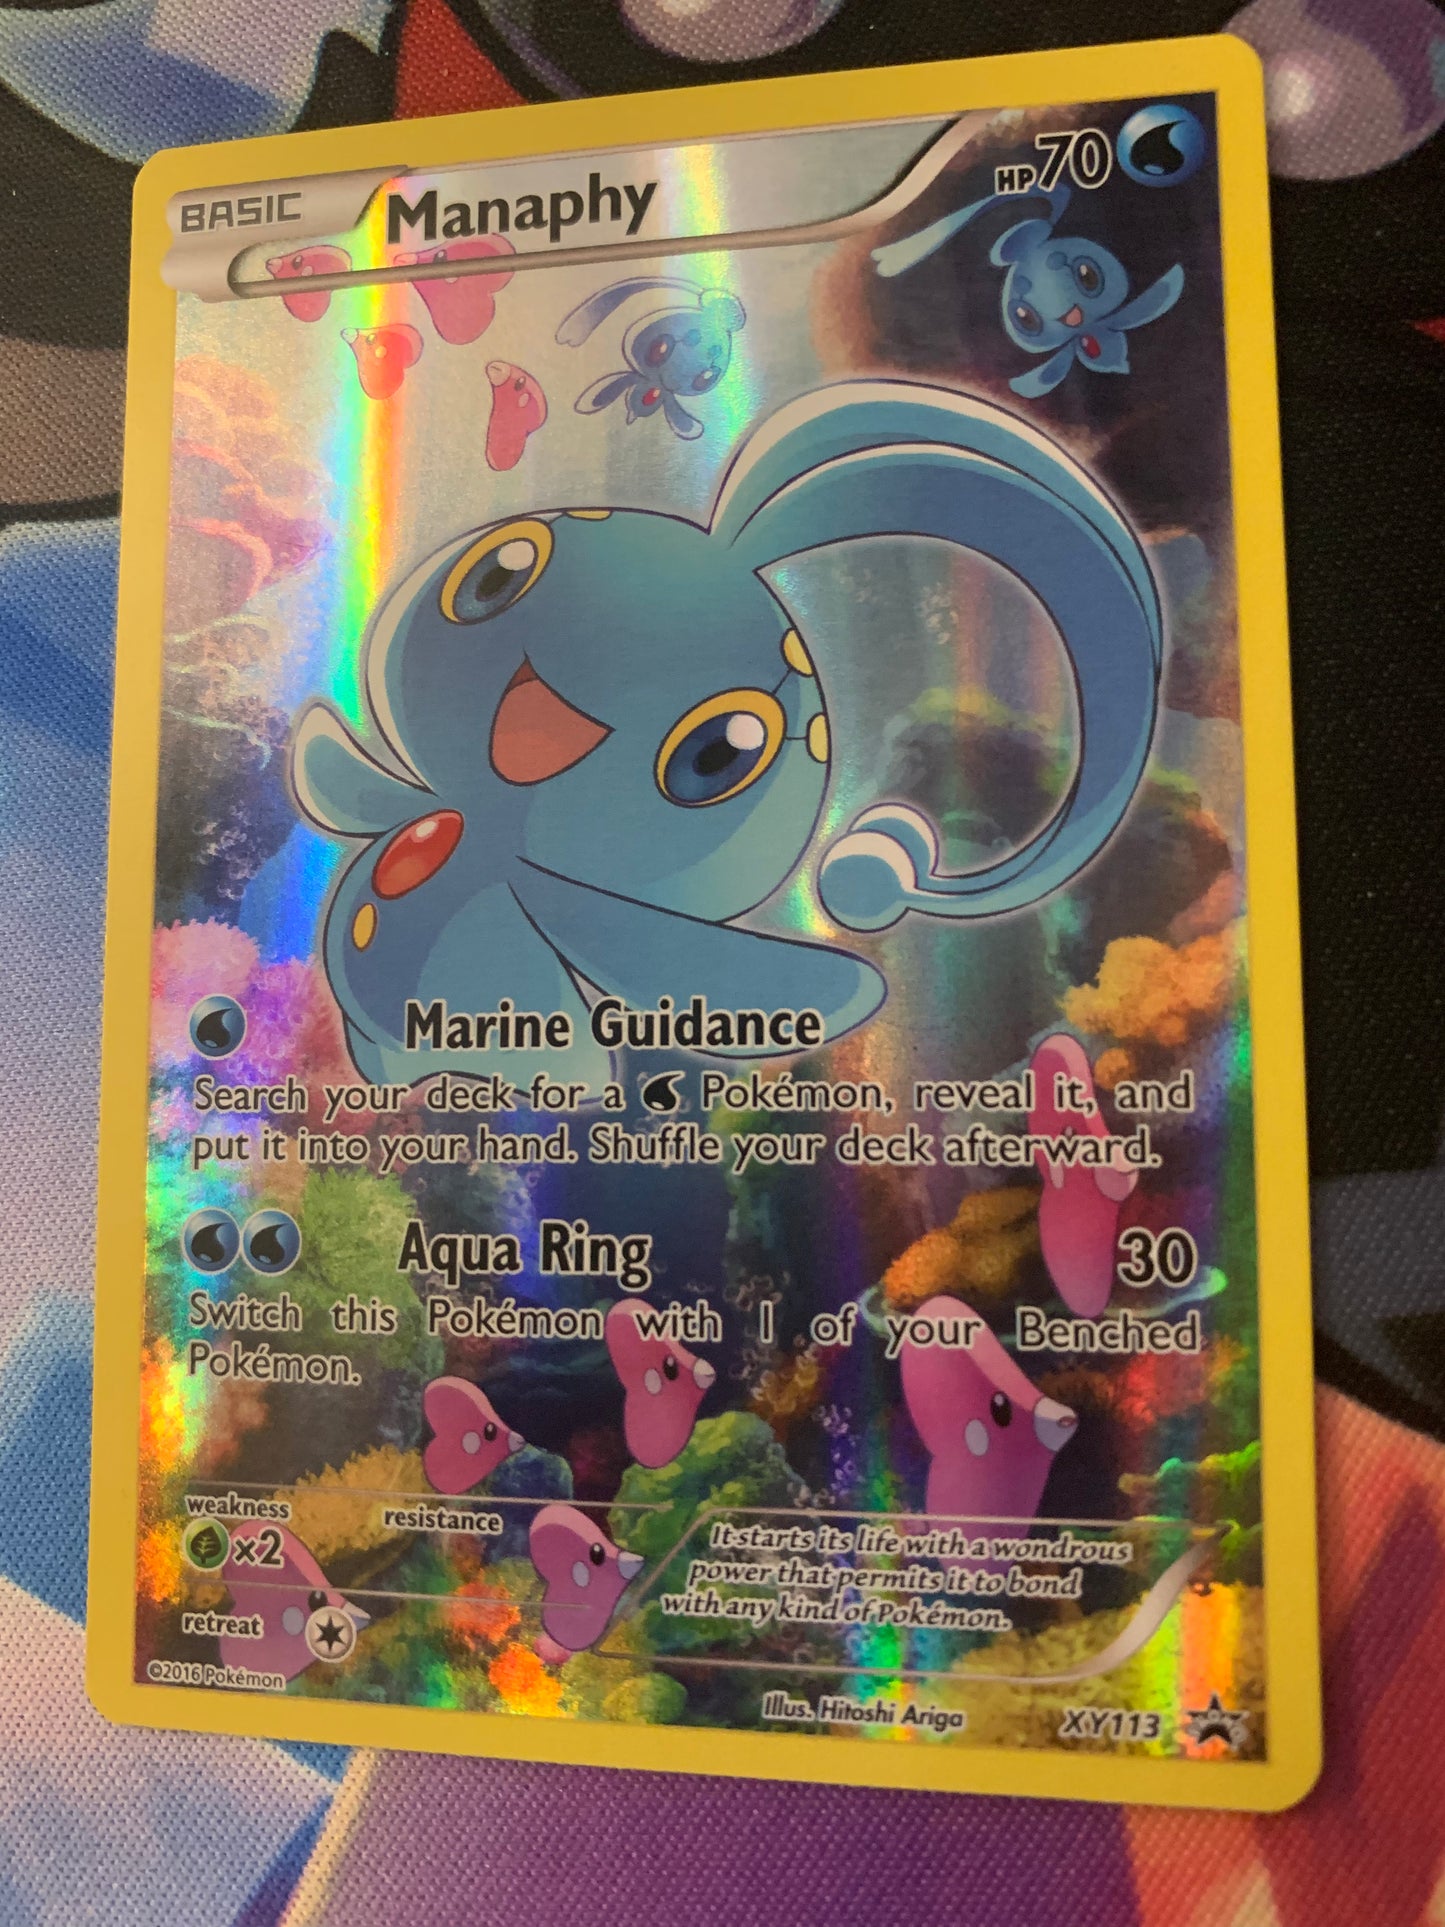 BASIC Manaphy HP70
Marine Guidance
Search your deck for a Pokémon, reveal it, and
put it into your hand. Shuffle your deck afterward.
Aqua Ring 30
Switch this Pokémon with 1 of your Benched
Pokémon.
weakness
×2
resistance
retreat
It starts its life with a wondrous
power that permits it to bond
with any kind of Pokémon.
©2016 Pokémon
Illus. Hitoshi Ariga
XY113